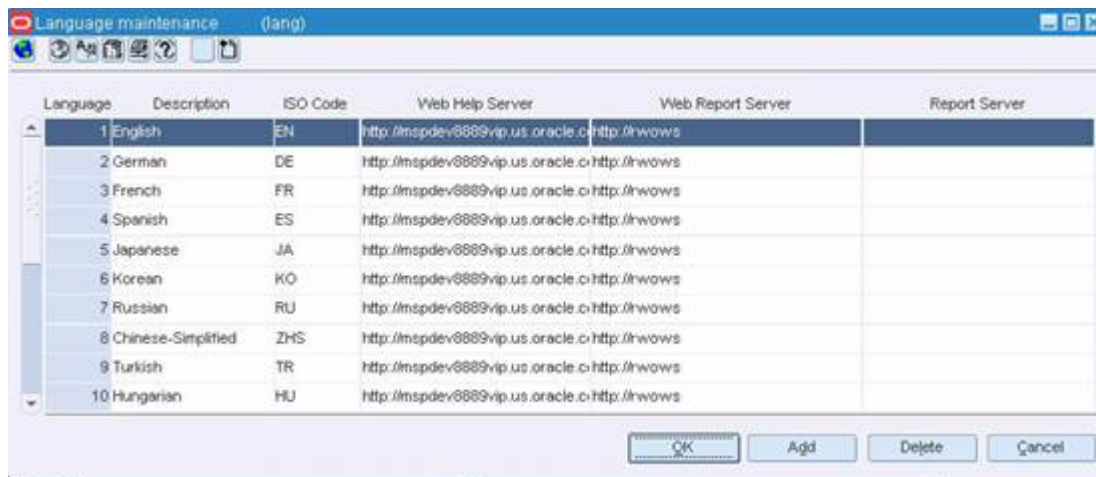 Language maintenance (lang)
Language Description ISO Code Web Help Server Web Report Server Report Server
1 English EN http://mspdev8889vip.us.oracle.c http://rwows
2 German DE http://mspdev8889vip.us.oracle.c http://rwows
3 French FR http://mspdev8889vip.us.oracle.c http://rwows
4 Spanish ES http://mspdev8889vip.us.oracle.c http://rwows
5 Japanese JA http://mspdev8889vip.us.oracle.c http://rwows
6 Korean KO http://mspdev8889vip.us.oracle.c http://rwows
7 Russian RU http://mspdev8889vip.us.oracle.c http://rwows
8 Chinese-Simplified ZHS http://mspdev8889vip.us.oracle.c http://rwows
9 Turkish TR http://mspdev8889vip.us.oracle.c http://rwows
10 Hungarian HU http://mspdev8889vip.us.oracle.c http://rwows
OK Add Delete Cancel